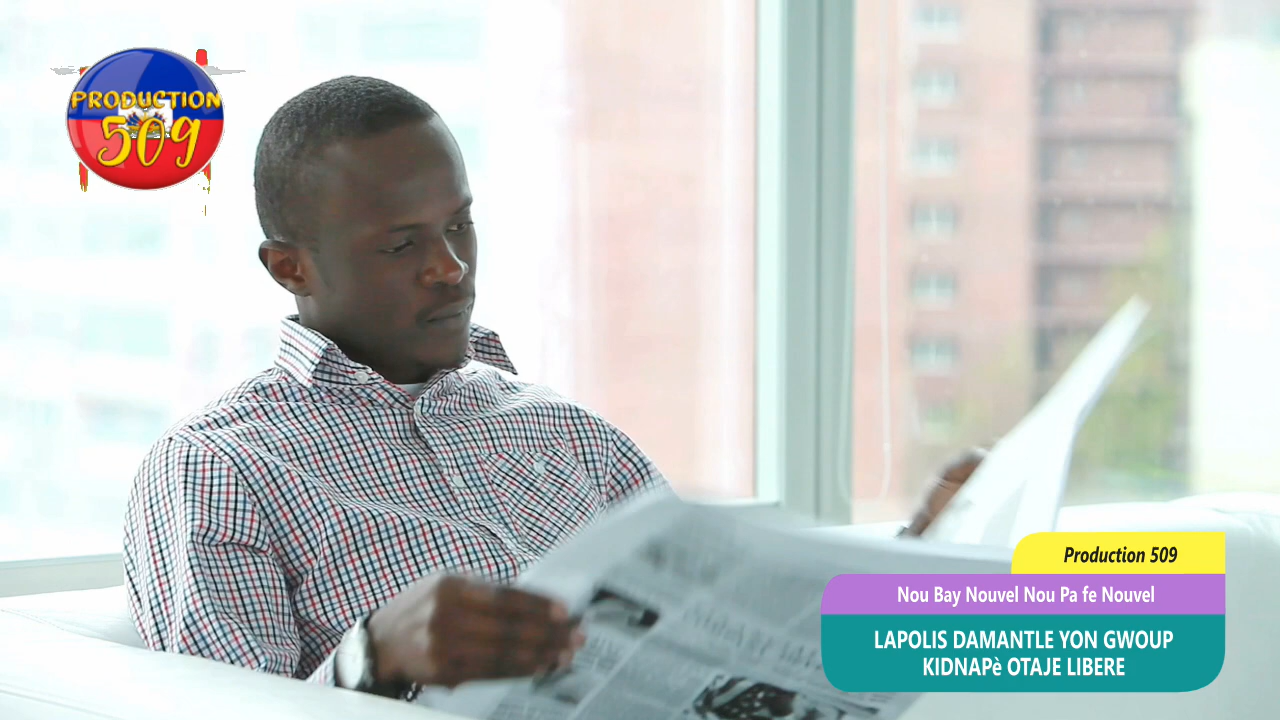 PRODUCTION
509
Production 509
Nou Bay Nouvel Nou Pa fe Nouvel
LAPOLIS DAMANTLE YON GWOUP
KIDNAPè OTAJE LIBERE